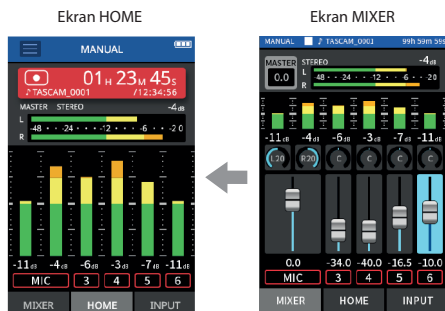 Ekran HOME
MANUAL
01H 23M 45s
♪TASCAM_0001 /12:34:56
MASTER STEREO -4dB
L
-48 · · -24 · · · -12 · · · -6 · · -2 0
R
-11dB -4dB -6dB -3dB -7dB -11dB
MIC 3 4 5 6
MIXER HOME INPUT
Ekran MIXER
MANUAL ♪ TASCAM_0001 99h 59m 59s
MASTER STEREO -4dB
0.0
L
48 · · -24 · · · -12 · · · -6 · · -2 0
R
-11dB -4dB -6dB -3dB -7dB -11dB
L20 R20 C C C C
0.0 -34.0 -40.0 -16.5 -10.0
MIC 3 4 5 6
MIXER HOME INPUT